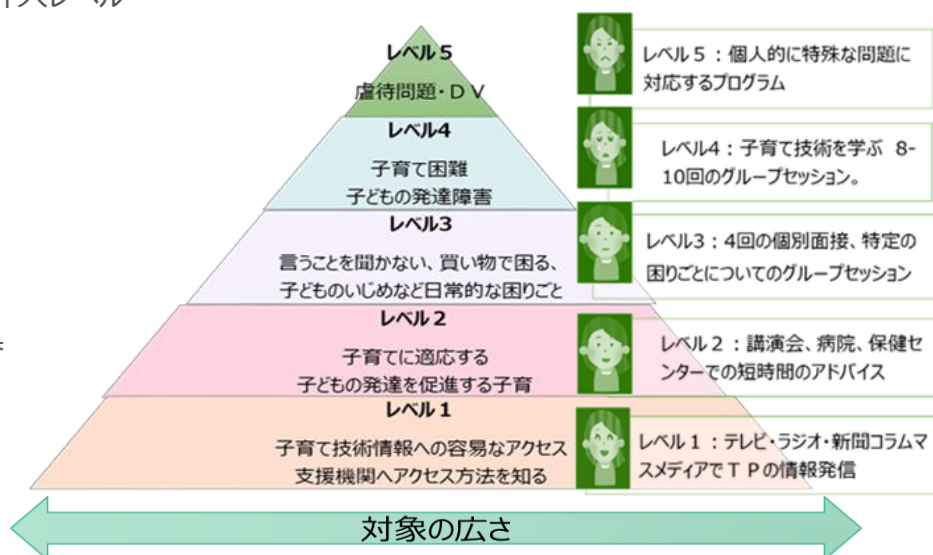 レベル５
虐待問題・ＤＶ
レベル4
子育て困難
子どもの発達障害
レベル3
言うことを聞かない、買い物で困る、
子どものいじめなど日常的な困りごと
レベル２
子育てに適応する
子どもの発達を促進する子育
レベル１
子育て技術情報への容易なアクセス
支援機関へアクセス方法を知る
レベル５：個人的に特殊な問題に
対応するプログラム
レベル4：子育て技術を学ぶ 8-
10回のグループセッション。
レベル3：4回の個別面接、特定の
困りごとについてのグループセッション
レベル２：講演会、病院、保健セ
ンターでの短時間のアドバイス
レベル１：テレビ・ラジオ・新聞コラムマ
スメディアでＴＰの情報発信
対象の広さ